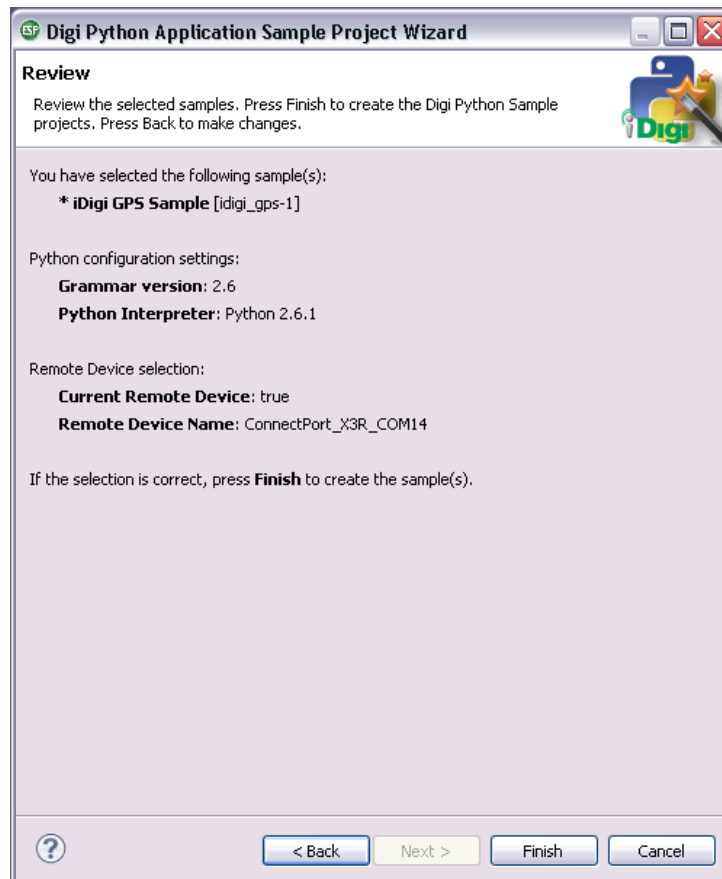 ESP Digi Python Application Sample Project Wizard
Review
Review the selected samples. Press Finish to create the Digi Python Sample
projects. Press Back to make changes.
iDigi
You have selected the following sample(s):
* iDigi GPS Sample [idigi_gps-1]
Python configuration settings:
Grammar version: 2.6
Python Interpreter: Python 2.6.1
Remote Device selection:
Current Remote Device: true
Remote Device Name: ConnectPort_X3R_COM14
If the selection is correct, press Finish to create the sample(s).
? < Back Next > Finish Cancel